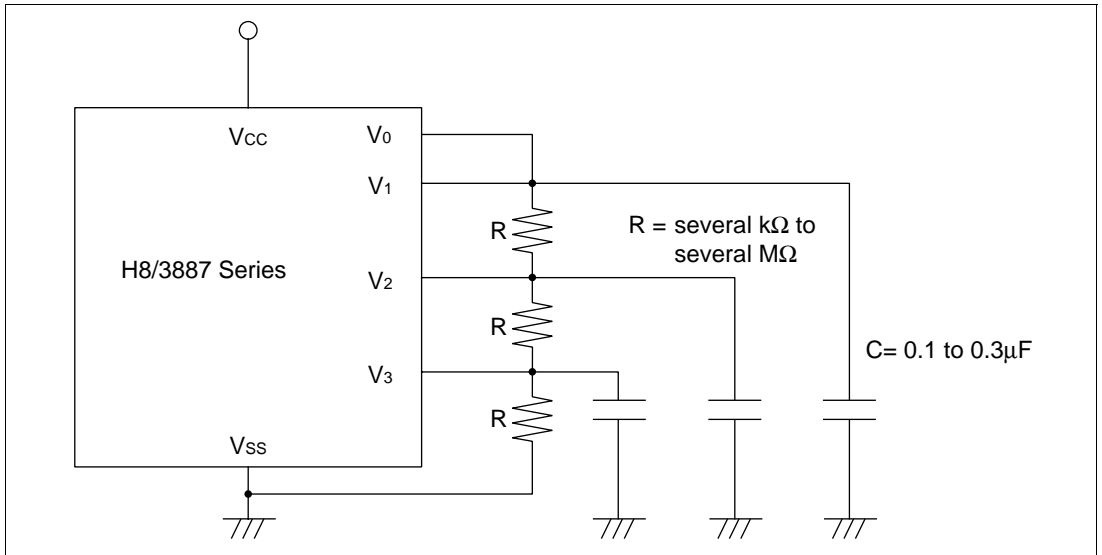 VCC
V0
V1
R
R = several kΩ to
several MΩ
H8/3887 Series
V2
R
C= 0.1 to 0.3μF
V3
R
VSS